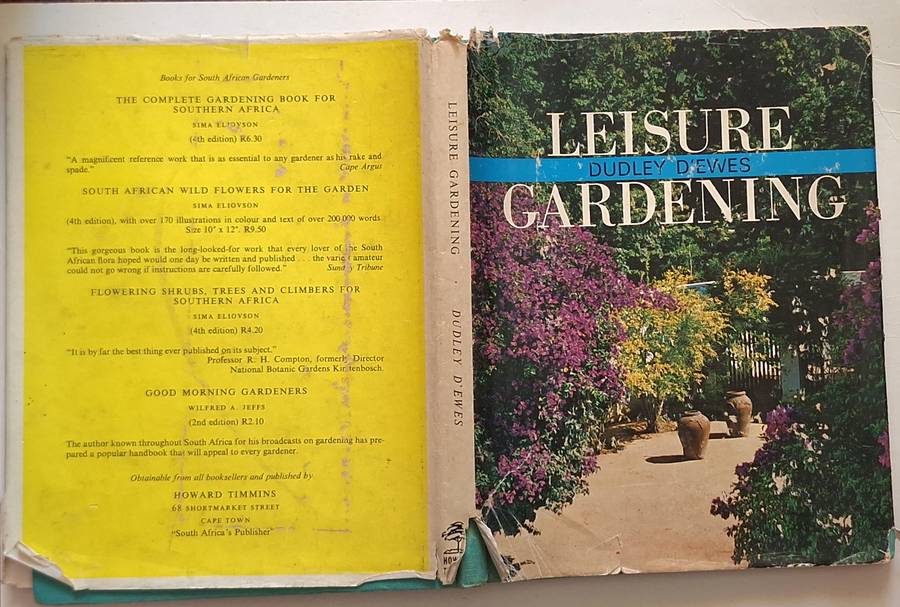 Books for South African Gardeners
THE COMPLETE GARDENING BOOK FOR
SOUTHERN AFRICA
SIMA ELIOVSON
(4th edition) R6.30
"A magnificent reference work that is as essential to any gardener as his rake and
spade." Cape Argus
SOUTH AFRICAN WILD FLOWERS FOR THE GARDEN
SIMA ELIOVSON
(4th edition), with over 170 illustrations in colour and text of over 200,000 words.
Size 10" x 12". R9.50
"This gorgeous book is the long-looked-for work that every lover of the South
African flora hoped would one day be written and published . . . the amateur
could not go wrong if instructions are carefully followed." Sunday Tribune
FLOWERING SHRUBS, TREES AND CLIMBERS FOR
SOUTHERN AFRICA
SIMA ELIOVSON
(4th edition) R4.20
"It is by far the best thing ever published on its subject."
Professor R. H. Compton, formerly Director
National Botanic Gardens Kirstenbosch.
GOOD MORNING GARDENERS
WILFRED A. JEFFS
(2nd edition) R2.10
The author known throughout South Africa for his broadcasts on gardening has pre-
pared a popular handbook that will appeal to every gardener.
Obtainable from all booksellers and published by
HOWARD TIMMINS
68 SHORTMARKET STREET
CAPE TOWN
"South Africa's Publisher"
LEISURE GARDENING · DUDLEY D'EWES
LEISURE
DUDLEY D'EWES
GARDENING